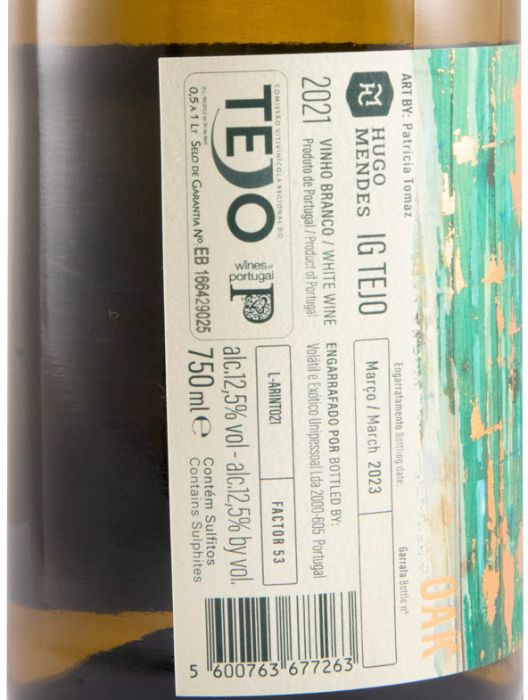 ART BY: Patricia Tomaz
HUGO
MENDES
IG TEJO
Engarrafamento Bottling date:
Março / March 2023
Garrafa Bottle nº
OAK
2021
VINHO BRANCO / WHITE WINE
Produto de Portugal / Product of Portugal
ENGARRAFADO POR BOTTLED BY:
Volátil e Exótico Unipessoal Lda 2000-605 Portugal
COMISSÃO VITIVINÍCOLA REGIONAL DO
TEJO
wines of
portugal
0,5 A 1 LT SELO DE GARANTIA Nº. EB 166429025
L-ARINTO21
FACTOR 53
alc.12,5% vol - alc.12,5% by vol.
750 ml e
Contém Sulfitos
Contains Sulphites
5 600763 677263